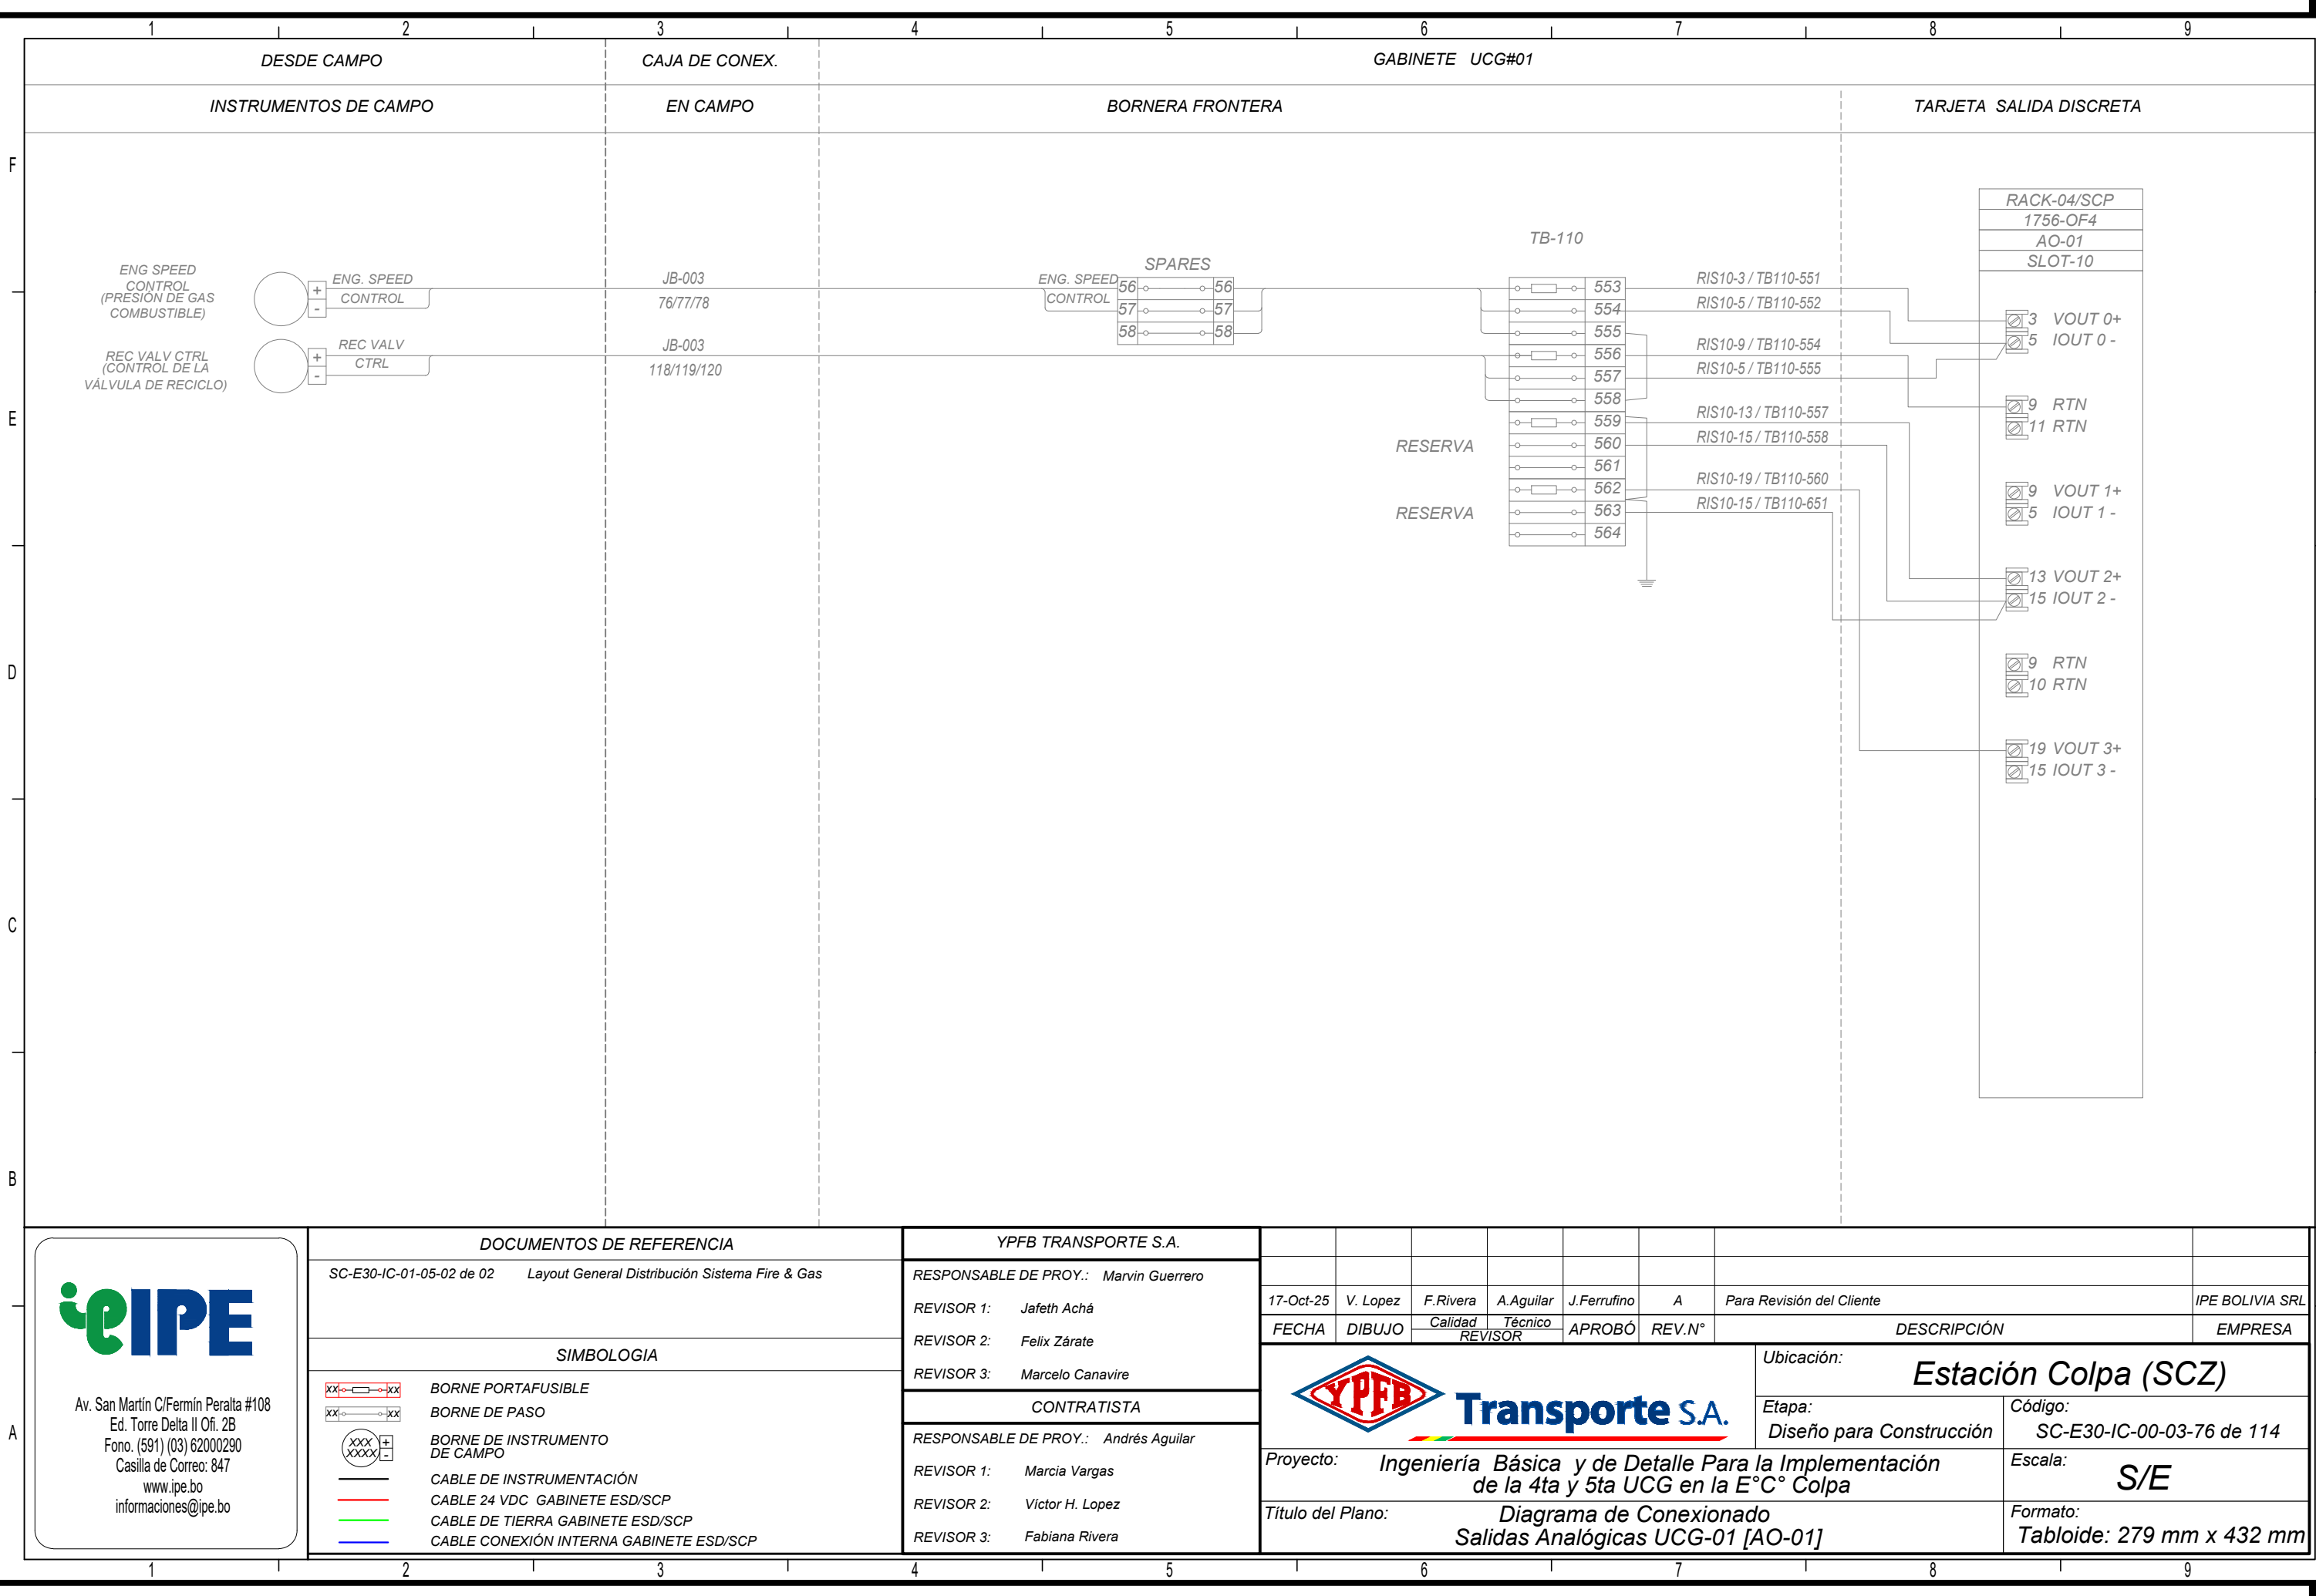 1 2 3 4 5 6 7 8 9
DESDE CAMPO
CAJA DE CONEX.
GABINETE UCG#01
INSTRUMENTOS DE CAMPO
EN CAMPO
BORNERA FRONTERA
TARJETA SALIDA DISCRETA
F
E
D
C
B
A
ENG SPEED
CONTROL
(PRESIÓN DE GAS
COMBUSTIBLE)
+
-
ENG. SPEED
CONTROL
JB-003
76/77/78
REC VALV CTRL
(CONTROL DE LA
VÁLVULA DE RECICLO)
+
-
REC VALV
CTRL
JB-003
118/119/120
SPARES
ENG. SPEED
CONTROL
56 56
57 57
58 58
TB-110
553
554
555
556
557
558
559
560
561
562
563
564
RESERVA
RESERVA
RIS10-3 / TB110-551
RIS10-5 / TB110-552
RIS10-9 / TB110-554
RIS10-5 / TB110-555
RIS10-13 / TB110-557
RIS10-15 / TB110-558
RIS10-19 / TB110-560
RIS10-15 / TB110-651
RACK-04/SCP
1756-OF4
AO-01
SLOT-10
3 VOUT 0+
5 IOUT 0 -
9 RTN
11 RTN
9 VOUT 1+
5 IOUT 1 -
13 VOUT 2+
15 IOUT 2 -
9 RTN
10 RTN
19 VOUT 3+
15 IOUT 3 -
IPE
Av. San Martín C/Fermín Peralta #108
Ed. Torre Delta II Ofi. 2B
Fono. (591) (03) 62000290
Casilla de Correo: 847
www.ipe.bo
informaciones@ipe.bo
DOCUMENTOS DE REFERENCIA
SC-E30-IC-01-05-02 de 02 Layout General Distribución Sistema Fire & Gas
SIMBOLOGIA
XX XX BORNE PORTAFUSIBLE
XX XX BORNE DE PASO
XXX XXXX + - BORNE DE INSTRUMENTO
DE CAMPO
CABLE DE INSTRUMENTACIÓN
CABLE 24 VDC GABINETE ESD/SCP
CABLE DE TIERRA GABINETE ESD/SCP
CABLE CONEXIÓN INTERNA GABINETE ESD/SCP
YPFB TRANSPORTE S.A.
RESPONSABLE DE PROY.: Marvin Guerrero
REVISOR 1: Jafeth Achá
REVISOR 2: Felix Zárate
REVISOR 3: Marcelo Canavire
CONTRATISTA
RESPONSABLE DE PROY.: Andrés Aguilar
REVISOR 1: Marcia Vargas
REVISOR 2: Víctor H. Lopez
REVISOR 3: Fabiana Rivera
17-Oct-25 V. Lopez F.Rivera A.Aguilar J.Ferrufino A Para Revisión del Cliente IPE BOLIVIA SRL
FECHA DIBUJO Calidad Técnico REVISOR APROBÓ REV.N° DESCRIPCIÓN EMPRESA
YPFB Transporte S.A.
Ubicación:
Estación Colpa (SCZ)
Etapa:
Diseño para Construcción
Código:
SC-E30-IC-00-03-76 de 114
Proyecto: Ingeniería Básica y de Detalle Para la Implementación
de la 4ta y 5ta UCG en la E°C° Colpa
Escala:
S/E
Título del Plano: Diagrama de Conexionado
Salidas Analógicas UCG-01 [AO-01]
Formato:
Tabloide: 279 mm x 432 mm
1 2 3 4 5 6 7 8 9